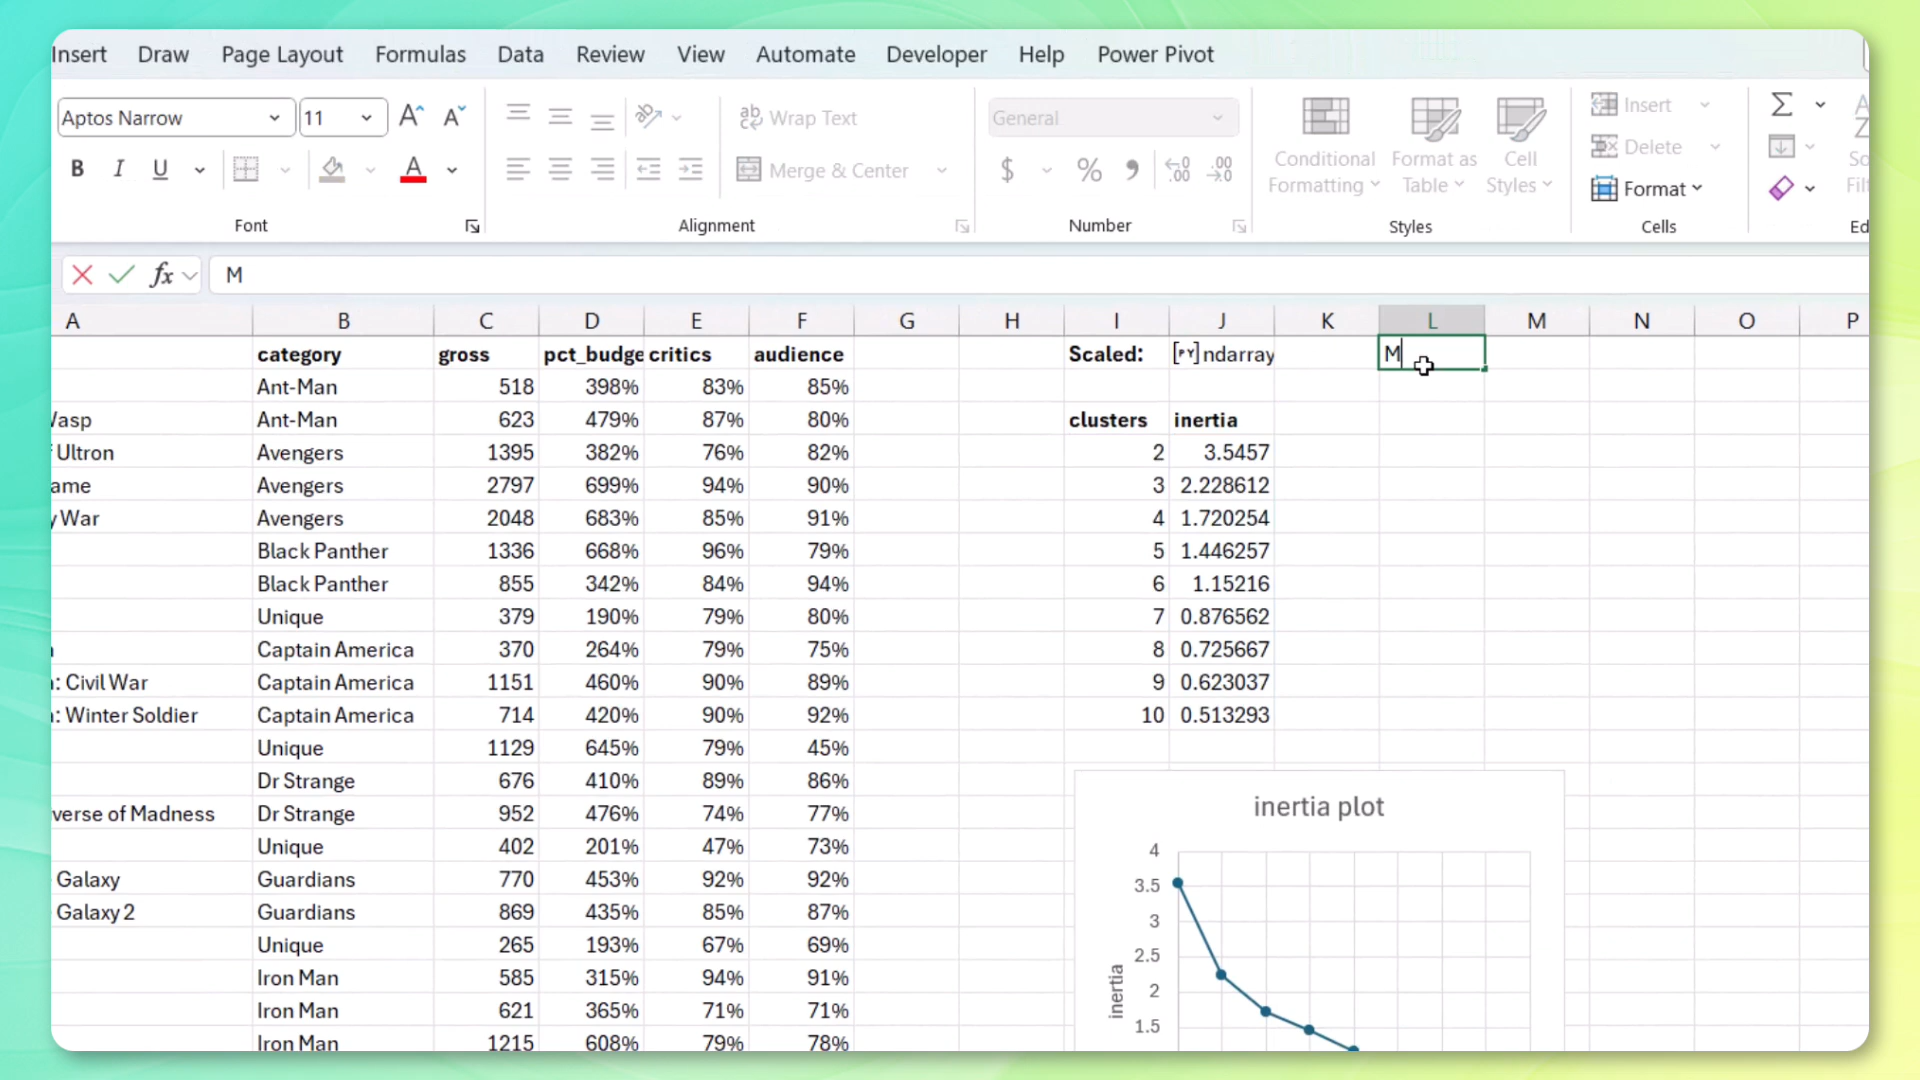 Insert Draw Page Layout Formulas Data Review View Automate Developer Help Power Pivot
Aptos Narrow 11 A A ab Wrap Text General Conditional Formatting Format as Table Cell Styles Insert Σ
B I U A Merge & Center $ % , .00 Delete
Format
Font Alignment Number Styles Cells
fx M
A B C D E F G H I J K L M N O P
category gross pct_budge critics audience Scaled: [PY] ndarray M
Ant-Man 518 398% 83% 85%
Ant-Man 623 479% 87% 80% clusters inertia
Ultron Avengers 1395 382% 76% 82% 2 3.5457
ame Avengers 2797 699% 94% 90% 3 2.228612
War Avengers 2048 683% 85% 91% 4 1.720254
Black Panther 1336 668% 96% 79% 5 1.446257
Black Panther 855 342% 84% 94% 6 1.15216
Unique 379 190% 79% 80% 7 0.876562
Captain America 370 264% 79% 75% 8 0.725667
: Civil War Captain America 1151 460% 90% 89% 9 0.623037
: Winter Soldier Captain America 714 420% 90% 92% 10 0.513293
Unique 1129 645% 79% 45%
Dr Strange 676 410% 89% 86%
verse of Madness Dr Strange 952 476% 74% 77%
Unique 402 201% 47% 73%
Galaxy Guardians 770 453% 92% 92%
Galaxy 2 Guardians 869 435% 85% 87%
Unique 265 193% 67% 69%
Iron Man 585 315% 94% 91%
Iron Man 621 365% 71% 71%
Iron Man 1215 608% 79% 78%
inertia plot
4
3.5
3
2.5
2
1.5
inertia